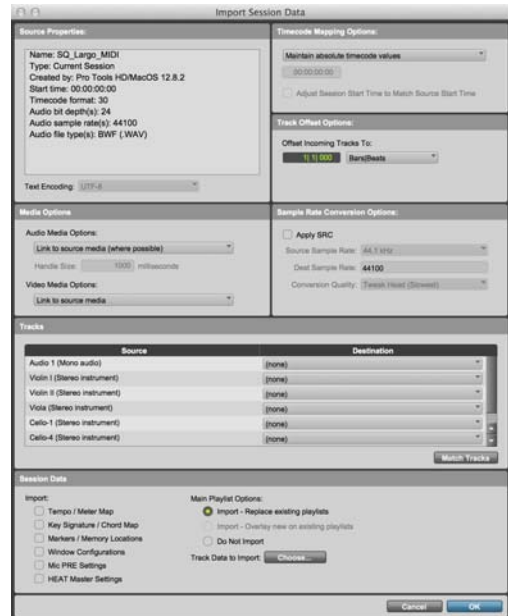 Import Session Data
Source Properties:
Name: SQ_Largo_MIDI
Type: Current Session
Created by: Pro Tools HD/MacOS 12.8.2
Start time: 00:00:00:00
Timecode format: 30
Audio bit depth(s): 24
Audio sample rate(s): 44100
Audio file type(s): BWF (.WAV)
Text Encoding: UTF-8
Timecode Mapping Options:
Maintain absolute timecode values
00:00:00:00
Adjust Session Start Time to Match Source Start Time
Track Offset Options:
Offset Incoming Tracks To:
1| 1| 000 Bars|Beats
Media Options
Audio Media Options:
Link to source media (where possible)
Handle Size: 1000 milliseconds
Video Media Options:
Link to source media
Sample Rate Conversion Options:
Apply SRC
Source Sample Rate: 44.1 kHz
Dest Sample Rate: 44100
Conversion Quality: Tweak Head (Slowest)
Tracks
Source Destination
Audio 1 (Mono audio) (none)
Violin I (Stereo instrument) (none)
Violin II (Stereo instrument) (none)
Viola (Stereo instrument) (none)
Cello-1 (Stereo instrument) (none)
Cello-4 (Stereo instrument) (none)
Match Tracks
Session Data
Import:
Tempo / Meter Map
Key Signature / Chord Map
Markers / Memory Locations
Window Configurations
Mic PRE Settings
HEAT Master Settings
Main Playlist Options:
Import - Replace existing playlists
Import - Overlay new on existing playlists
Do Not Import
Track Data to Import: Choose...
Cancel OK